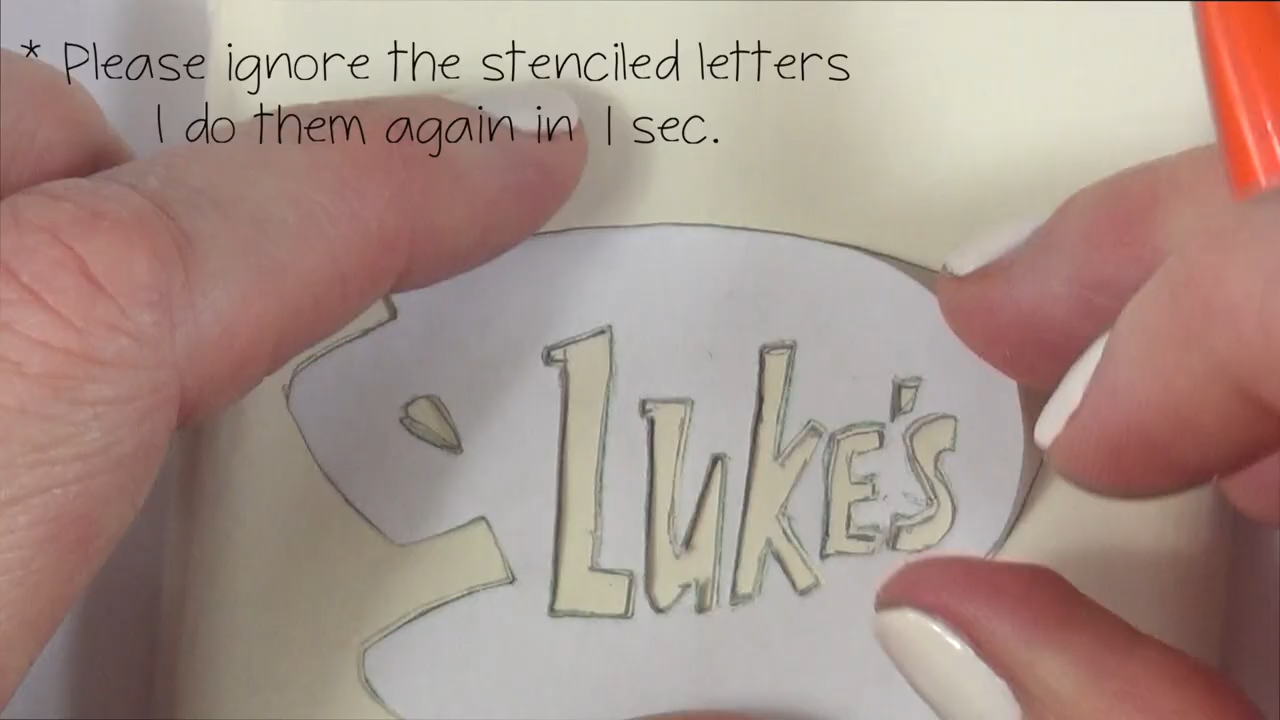 * Please ignore the stenciled letters
I do them again in 1 sec.
Luke's